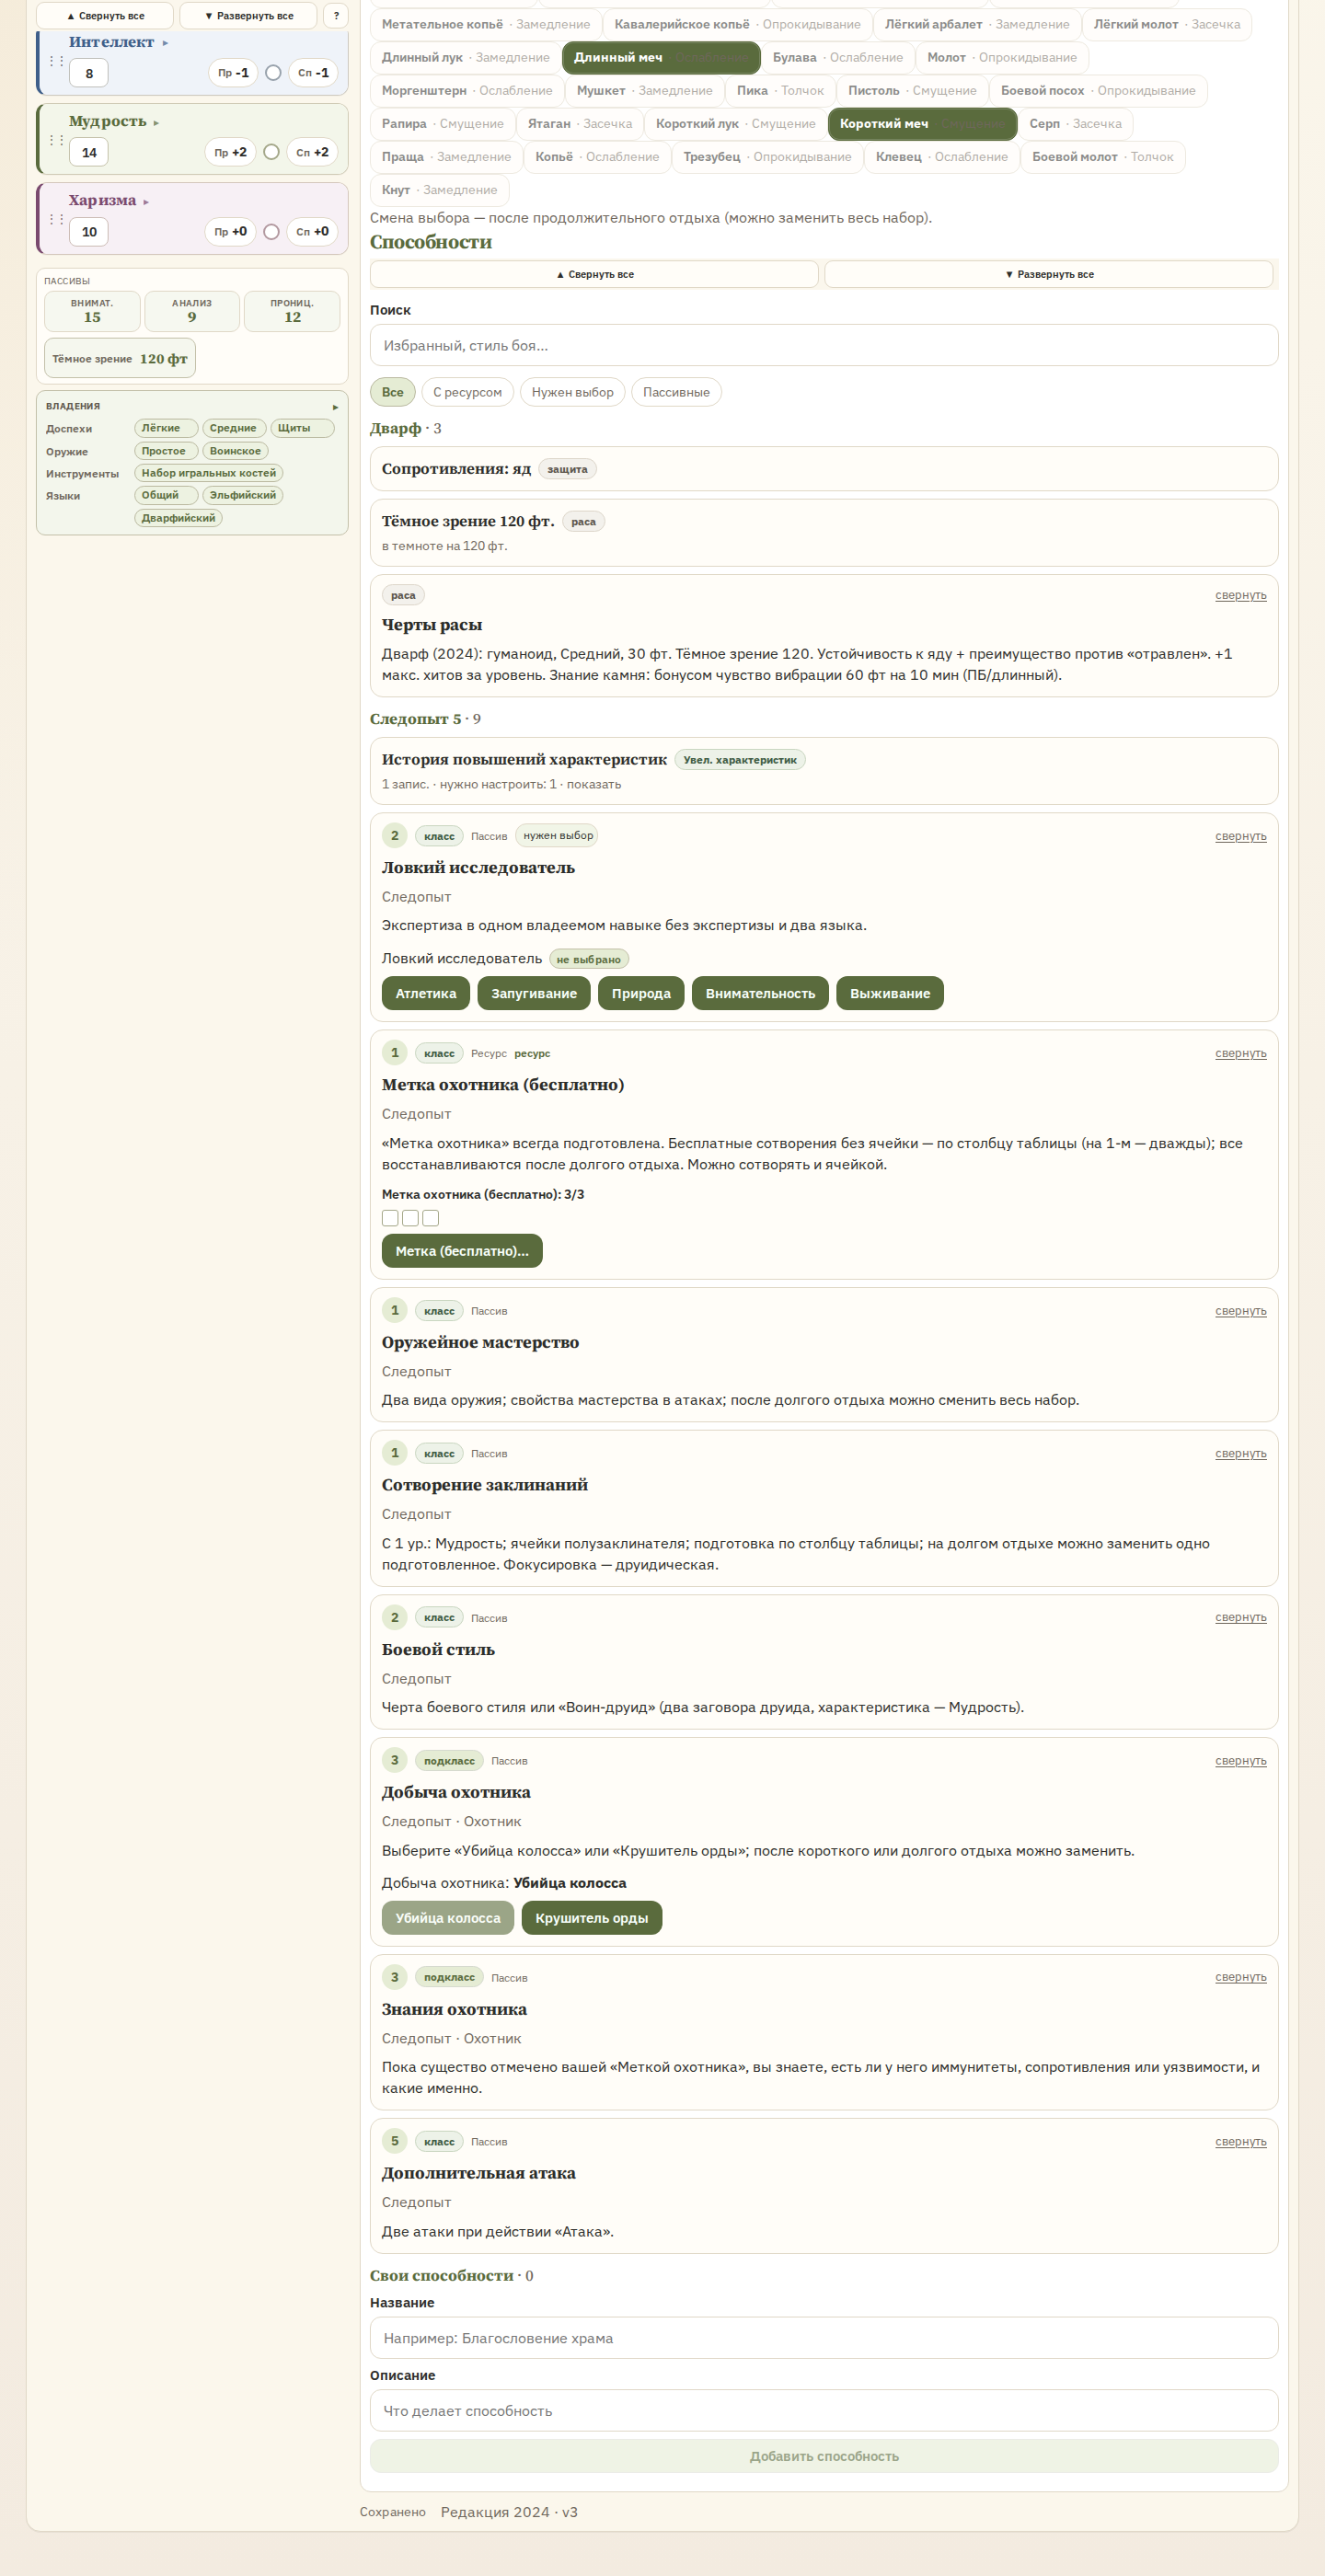 ▲ Свернуть все ▼ Развернуть все ?
Интеллект ▸
8 Пр -1 Сп -1
Мудрость ▸
14 Пр +2 Сп +2
Харизма ▸
10 Пр +0 Сп +0
ПАССИВЫ
ВНИМАТ. АНАЛИЗ ПРОНИЦ.
15 9 12
Тёмное зрение 120 фт
ВЛАДЕНИЯ ▸
Доспехи Лёгкие Средние Щиты
Оружие Простое Воинское
Инструменты Набор игральных костей
Языки Общий Эльфийский
Дварфийский
Метательное копьё · Замедление Кавалерийское копьё · Опрокидывание Лёгкий арбалет · Замедление Лёгкий молот · Засечка
Длинный лук · Замедление Длинный меч Булава · Ослабление Молот · Опрокидывание
Моргенштерн · Ослабление Мушкет · Замедление Пика · Толчок Пистоль · Смущение Боевой посох · Опрокидывание
Рапира · Смущение Ятаган · Засечка Короткий лук · Смущение Короткий меч Серп · Засечка
Праща · Замедление Копьё · Ослабление Трезубец · Опрокидывание Клевец · Ослабление Боевой молот · Толчок
Кнут · Замедление
Смена выбора — после продолжительного отдыха (можно заменить весь набор).
Способности
▲ Свернуть все ▼ Развернуть все
Поиск
Избранный, стиль боя...
Все С ресурсом Нужен выбор Пассивные
Дварф · 3
Сопротивления: яд защита
Тёмное зрение 120 фт. раса
в темноте на 120 фт.
раса свернуть
Черты расы
Дварф (2024): гуманоид, Средний, 30 фт. Тёмное зрение 120. Устойчивость к яду + преимущество против «отравлен». +1
макс. хитов за уровень. Знание камня: бонусом чувство вибрации 60 фт на 10 мин (ПБ/длинный).
Следопыт 5 · 9
История повышений характеристик Увел. характеристик
1 запис. · нужно настроить: 1 · показать
2 класс Пассив нужен выбор свернуть
Ловкий исследователь
Следопыт
Экспертиза в одном владеемом навыке без экспертизы и два языка.
Ловкий исследователь не выбрано
Атлетика Запугивание Природа Внимательность Выживание
1 класс Ресурс ресурс свернуть
Метка охотника (бесплатно)
Следопыт
«Метка охотника» всегда подготовлена. Бесплатные сотворения без ячейки — по столбцу таблицы (на 1-м — дважды); все
восстанавливаются после долгого отдыха. Можно сотворять и ячейкой.
Метка охотника (бесплатно): 3/3
Метка (бесплатно)...
1 класс Пассив свернуть
Оружейное мастерство
Следопыт
Два вида оружия; свойства мастерства в атаках; после долгого отдыха можно сменить весь набор.
1 класс Пассив свернуть
Сотворение заклинаний
Следопыт
С 1 ур.: Мудрость; ячейки полузаклинателя; подготовка по столбцу таблицы; на долгом отдыхе можно заменить одно
подготовленное. Фокусировка — друидическая.
2 класс Пассив свернуть
Боевой стиль
Следопыт
Черта боевого стиля или «Воин-друид» (два заговора друида, характеристика — Мудрость).
3 подкласс Пассив свернуть
Добыча охотника
Следопыт · Охотник
Выберите «Убийца колосса» или «Крушитель орды»; после короткого или долгого отдыха можно заменить.
Добыча охотника: Убийца колосса
Убийца колосса Крушитель орды
3 подкласс Пассив свернуть
Знания охотника
Следопыт · Охотник
Пока существо отмечено вашей «Меткой охотника», вы знаете, есть ли у него иммунитеты, сопротивления или уязвимости, и
какие именно.
5 класс Пассив свернуть
Дополнительная атака
Следопыт
Две атаки при действии «Атака».
Свои способности · 0
Название
Например: Благословение храма
Описание
Что делает способность
Добавить способность
Сохранено Редакция 2024 · v3